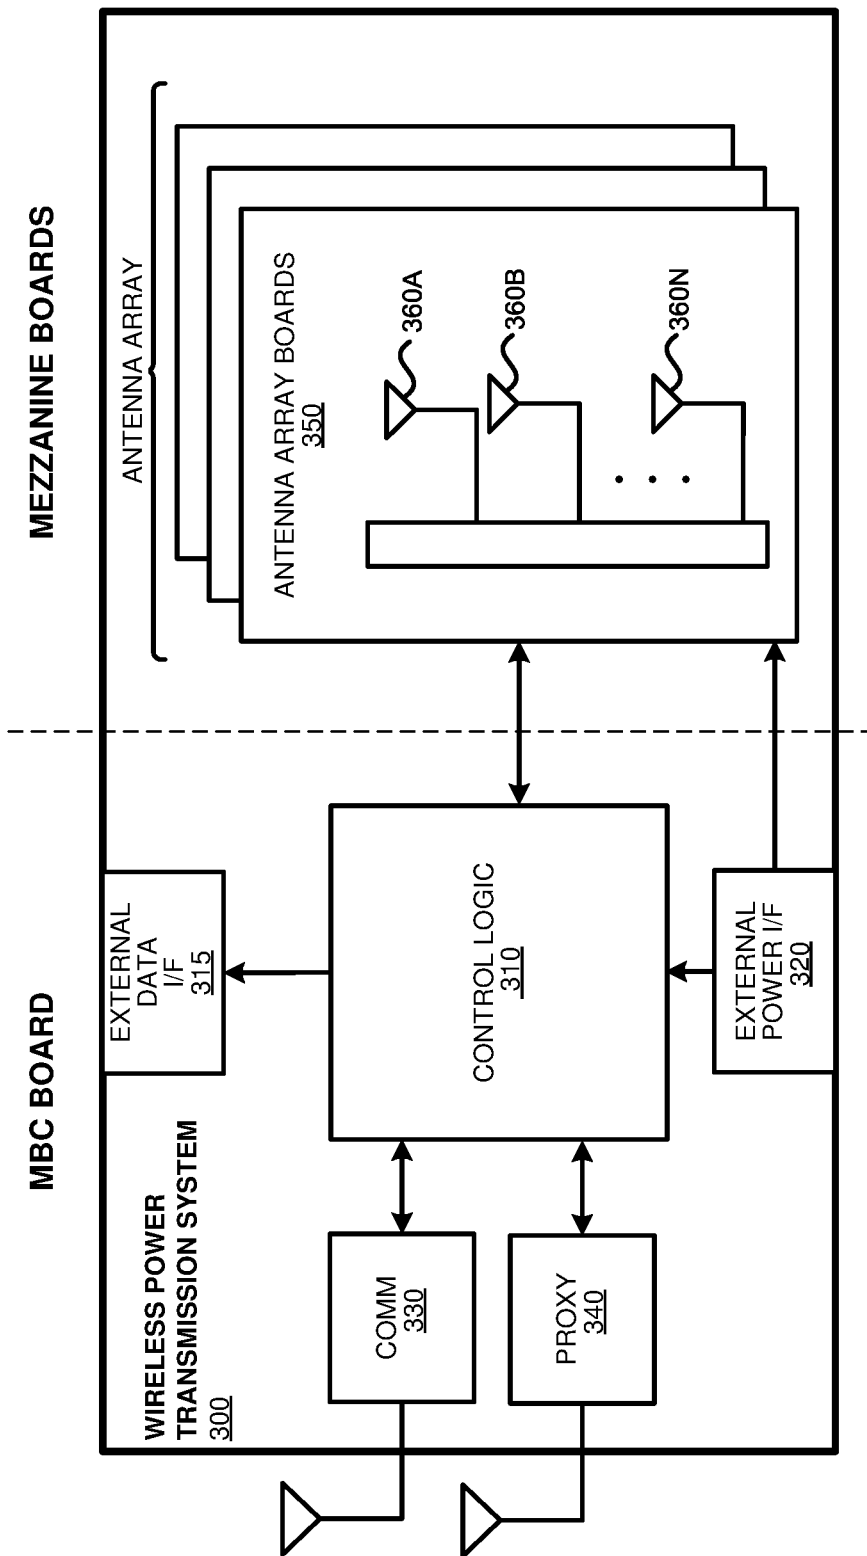 MBC BOARD
MEZZANINE BOARDS
WIRELESS POWER
TRANSMISSION SYSTEM
300
EXTERNAL
DATA
I/F
315
ANTENNA ARRAY
COMM
330
PROXY
340
CONTROL LOGIC
310
EXTERNAL
POWER I/F
320
ANTENNA ARRAY BOARDS
350
360A
360B
360N
. . .